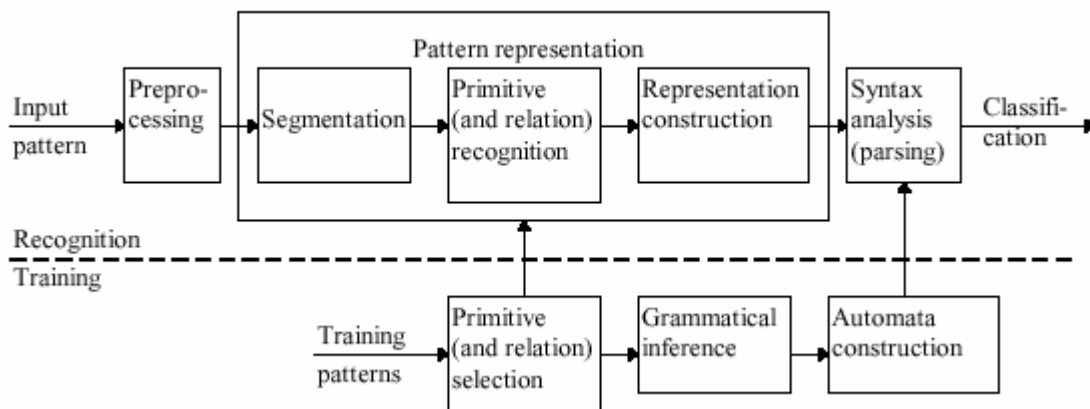 Pattern representation
Input
pattern
Prepro-
cessing
Segmentation
Primitive
(and relation)
recognition
Representation
construction
Syntax
analysis
(parsing)
Classifi-
cation
Recognition
Training
Training
patterns
Primitive
(and relation)
selection
Grammatical
inference
Automata
construction